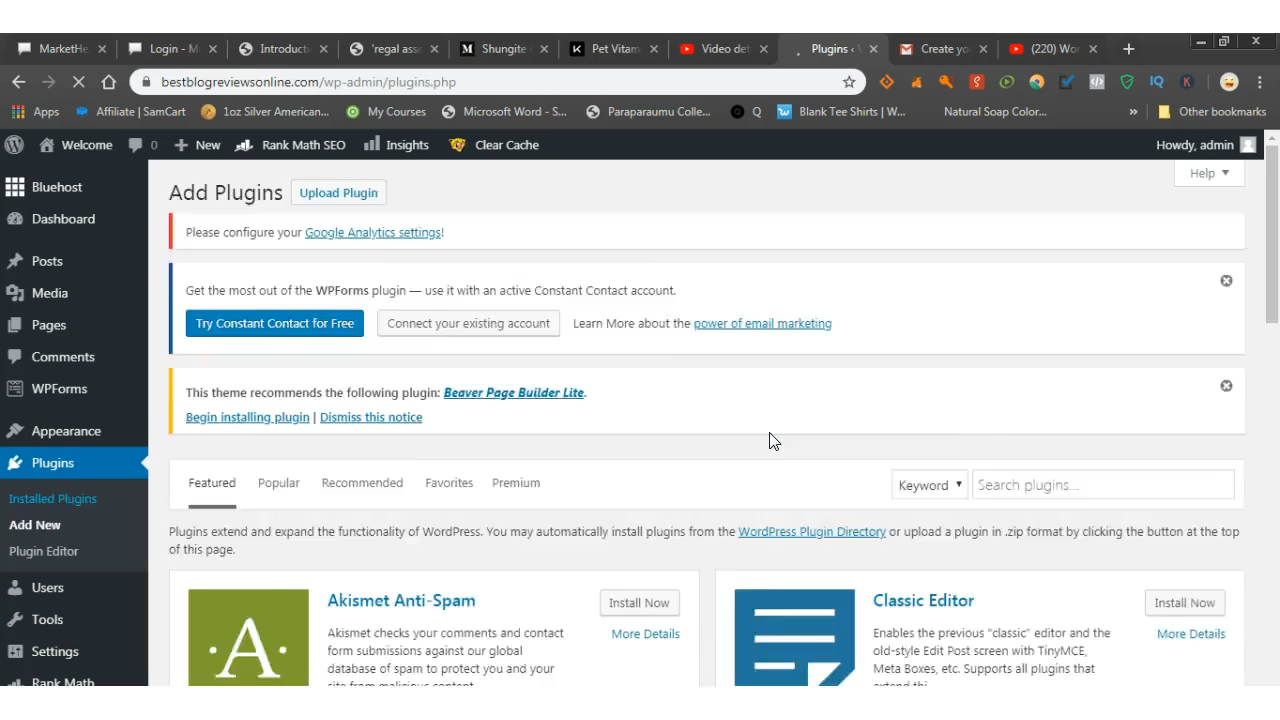 MarketHe
Login - M
Introduct
'regal ass
Shungite
Pet Vitam
Video det
Plugins ‹
Create yo
(220) Wor
bestblogreviewsonline.com/wp-admin/plugins.php
Apps
Affiliate | SamCart
1oz Silver American...
My Courses
Microsoft Word - S...
Paraparaumu Colle...
Q
Blank Tee Shirts | W...
Natural Soap Color...
»
Other bookmarks
Welcome
0
New
Rank Math SEO
Insights
Clear Cache
Howdy, admin
Bluehost
Dashboard
Posts
Media
Pages
Comments
WPForms
Appearance
Plugins
Installed Plugins
Add New
Plugin Editor
Users
Tools
Settings
Rank Math
Help
Add Plugins
Upload Plugin
Please configure your Google Analytics settings!
Get the most out of the WPForms plugin — use it with an active Constant Contact account.
Try Constant Contact for Free
Connect your existing account
Learn More about the power of email marketing
This theme recommends the following plugin: Beaver Page Builder Lite.
Begin installing plugin | Dismiss this notice
Featured
Popular
Recommended
Favorites
Premium
Keyword
Search plugins...
Plugins extend and expand the functionality of WordPress. You may automatically install plugins from the WordPress Plugin Directory or upload a plugin in .zip format by clicking the button at the top
of this page.
Akismet Anti-Spam
Install Now
More Details
Akismet checks your comments and contact
form submissions against our global
database of spam to protect you and your
site from malicious content.
Classic Editor
Install Now
More Details
Enables the previous "classic" editor and the
old-style Edit Post screen with TinyMCE,
Meta Boxes, etc. Supports all plugins that
extend thi